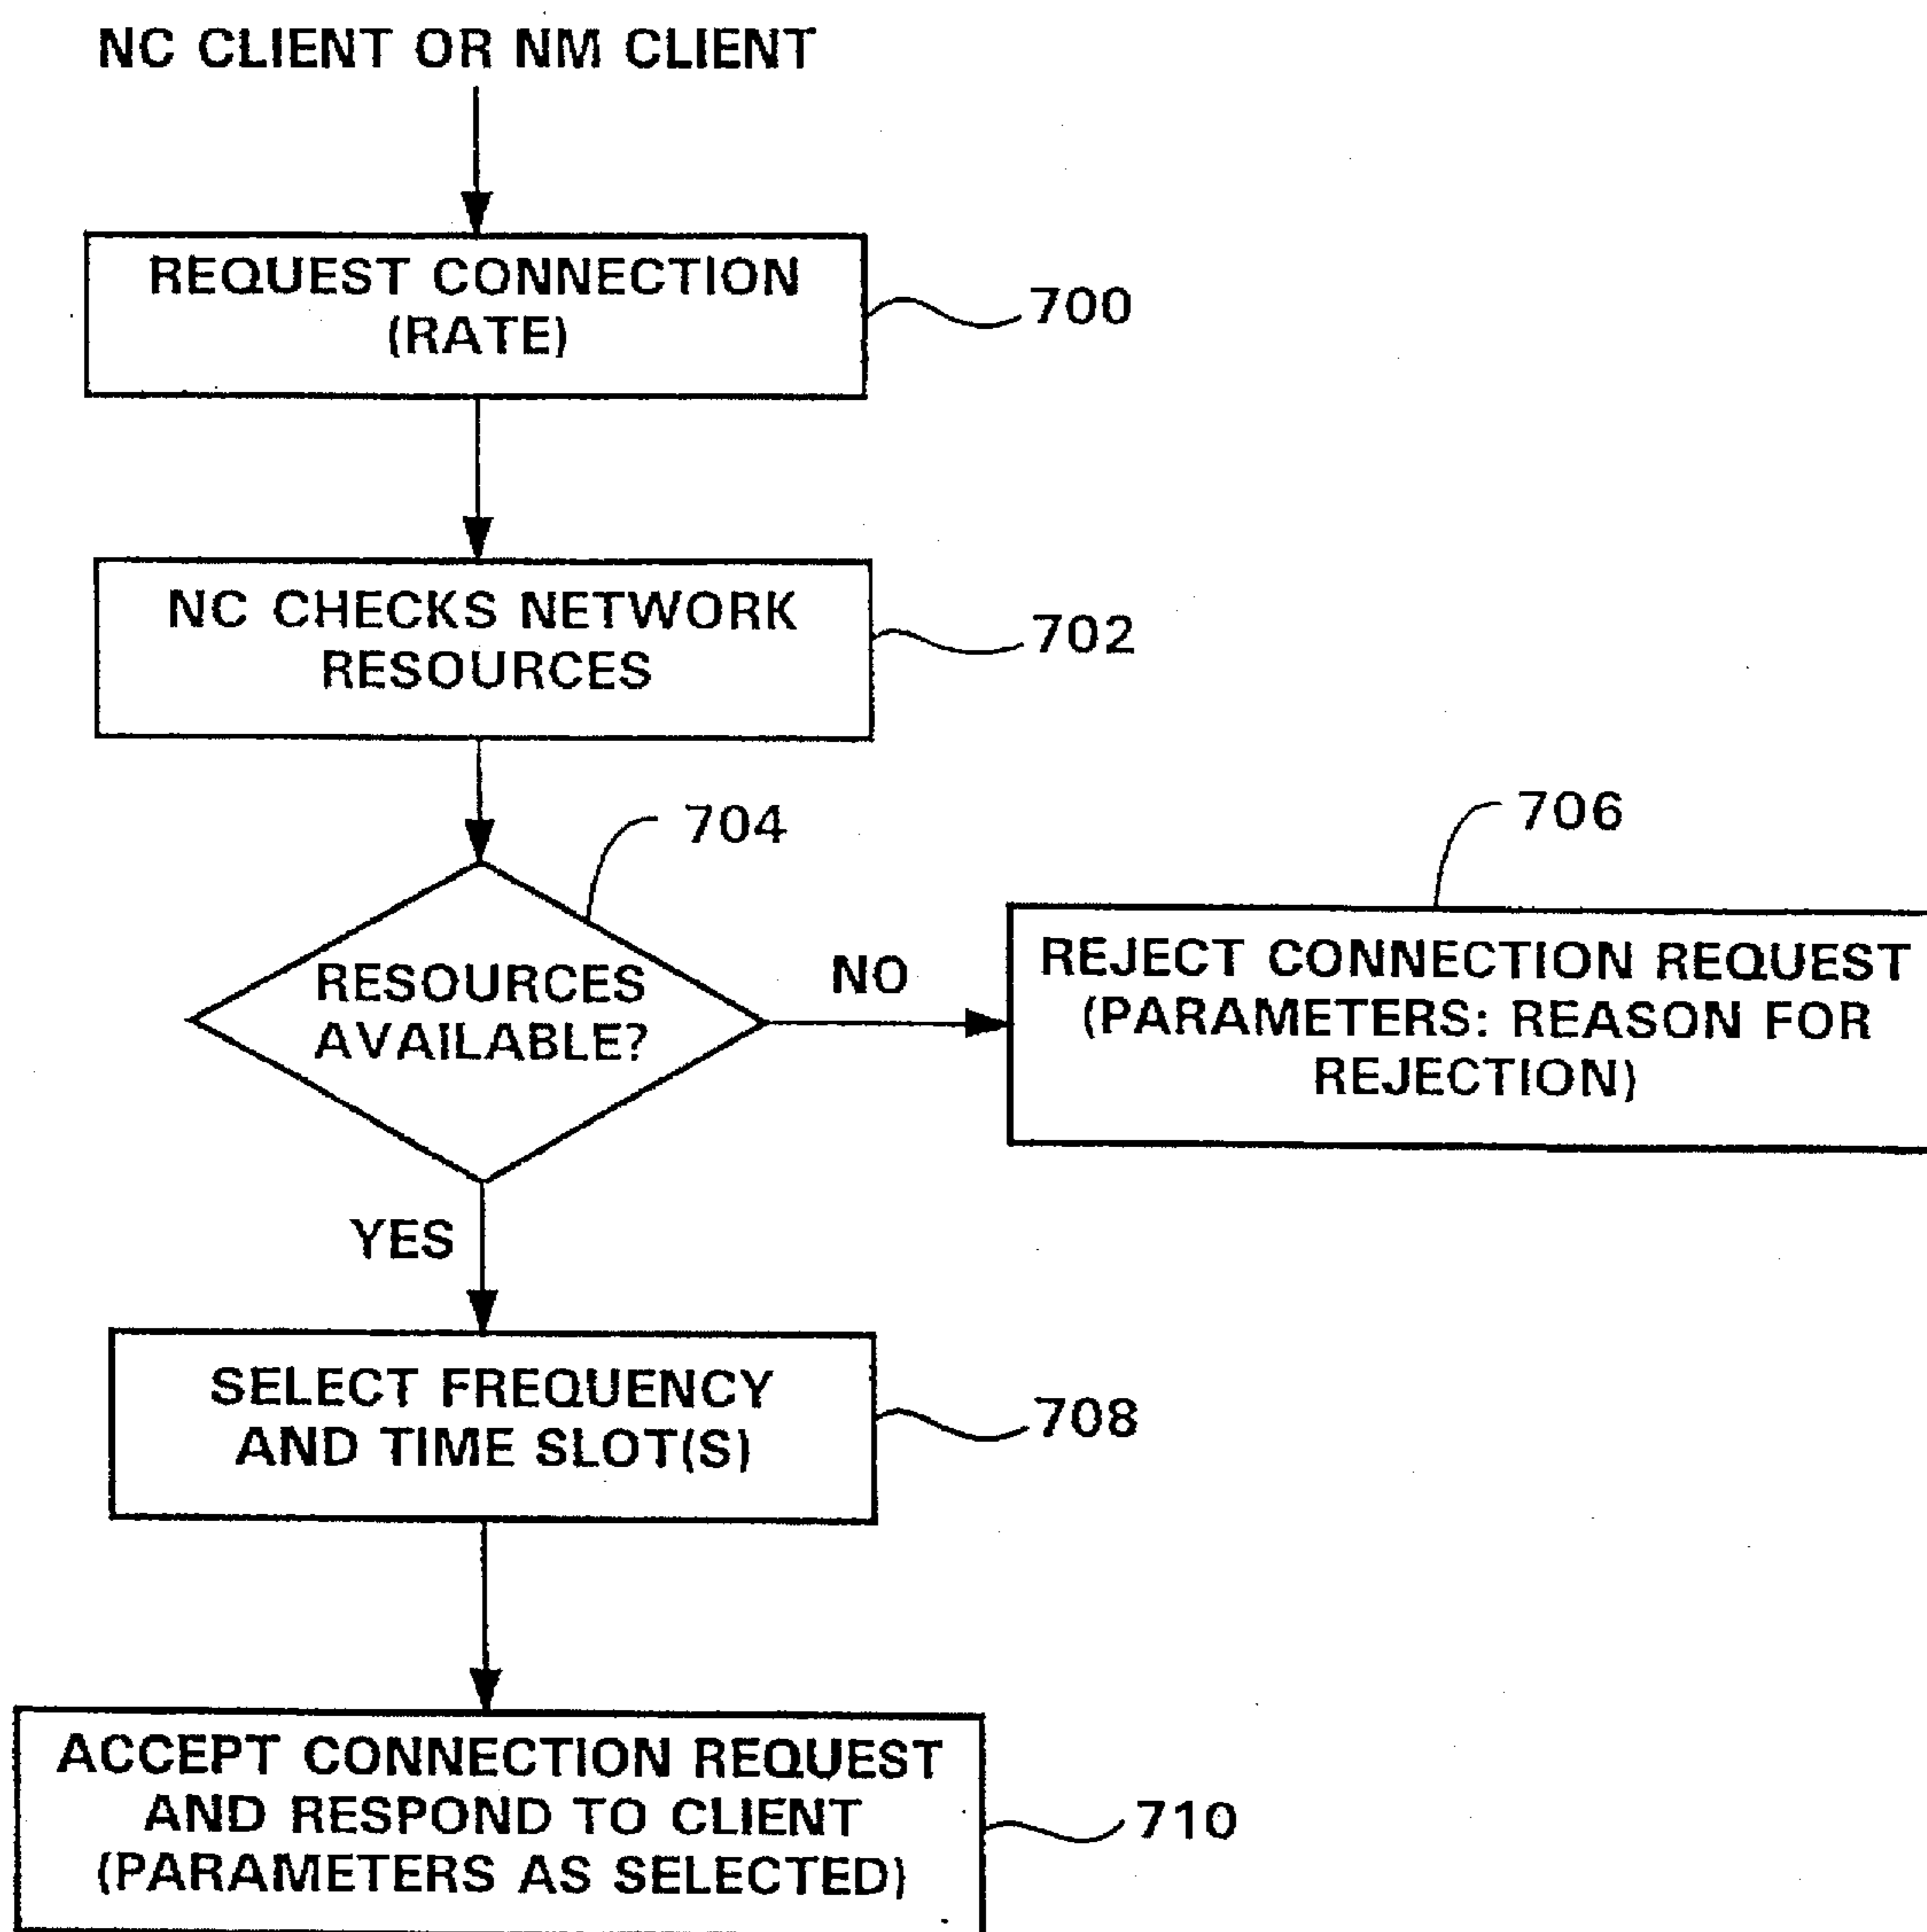 NC CLIENT OR NM CLIENT
REQUEST CONNECTION
(RATE)
700
NC CHECKS NETWORK
RESOURCES
702
704
706
RESOURCES
AVAILABLE?
NO
REJECT CONNECTION REQUEST
(PARAMETERS: REASON FOR
REJECTION)
YES
SELECT FREQUENCY
AND TIME SLOT(S)
708
ACCEPT CONNECTION REQUEST
AND RESPOND TO CLIENT
(PARAMETERS AS SELECTED)
710